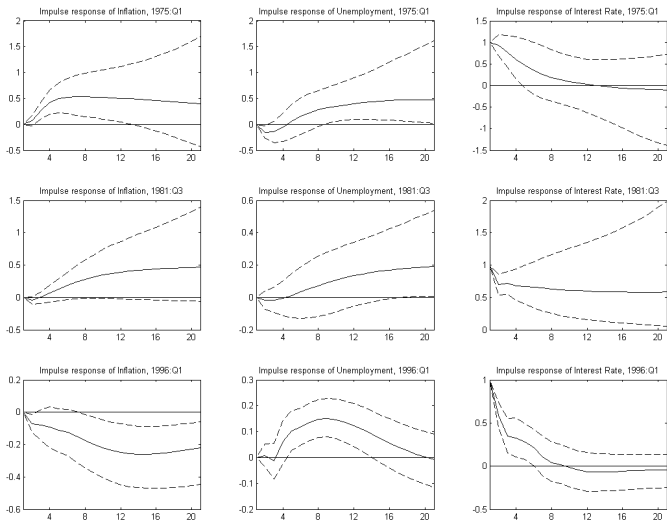 Impulse response of Inflation, 1975:Q1
2
1.5
1
0.5
0
-0.5
4 8 12 16 20
Impulse response of Unemployment, 1975:Q1
2
1.5
1
0.5
0
-0.5
4 8 12 16 20
Impulse response of Interest Rate, 1975:Q1
1.5
1
0.5
0
-0.5
-1
-1.5
4 8 12 16 20
Impulse response of Inflation, 1981:Q3
1.5
1
0.5
0
-0.5
4 8 12 16 20
Impulse response of Unemployment, 1981:Q3
0.6
0.4
0.2
0
0.2
4 8 12 16 20
Impulse response of Interest Rate, 1981:Q3
2
1.5
1
0.5
0
4 8 12 16 20
Impulse response of Inflation, 1996:Q1
0.2
0
-0.2
-0.4
-0.6
4 8 12 16 20
Impulse response of Unemployment, 1996:Q1
0.3
0.2
0.1
0
0.1
0.2
4 8 12 16 20
Impulse response of Interest Rate, 1996:Q1
1
0.5
0
-0.5
4 8 12 16 20